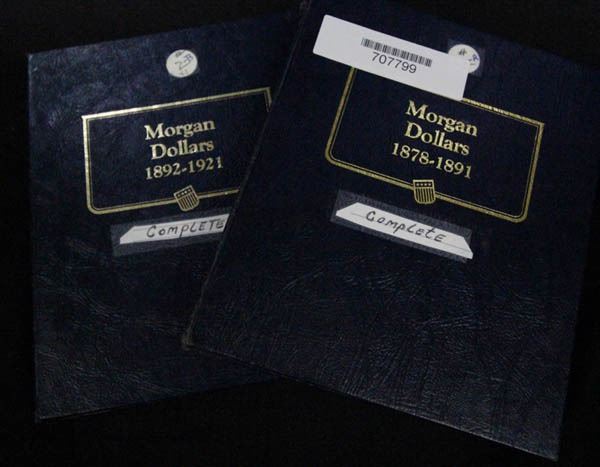 Morgan
Dollars
1892-1921
COMPLETE
707799
Morgan
Dollars
1878-1891
COMPLETE